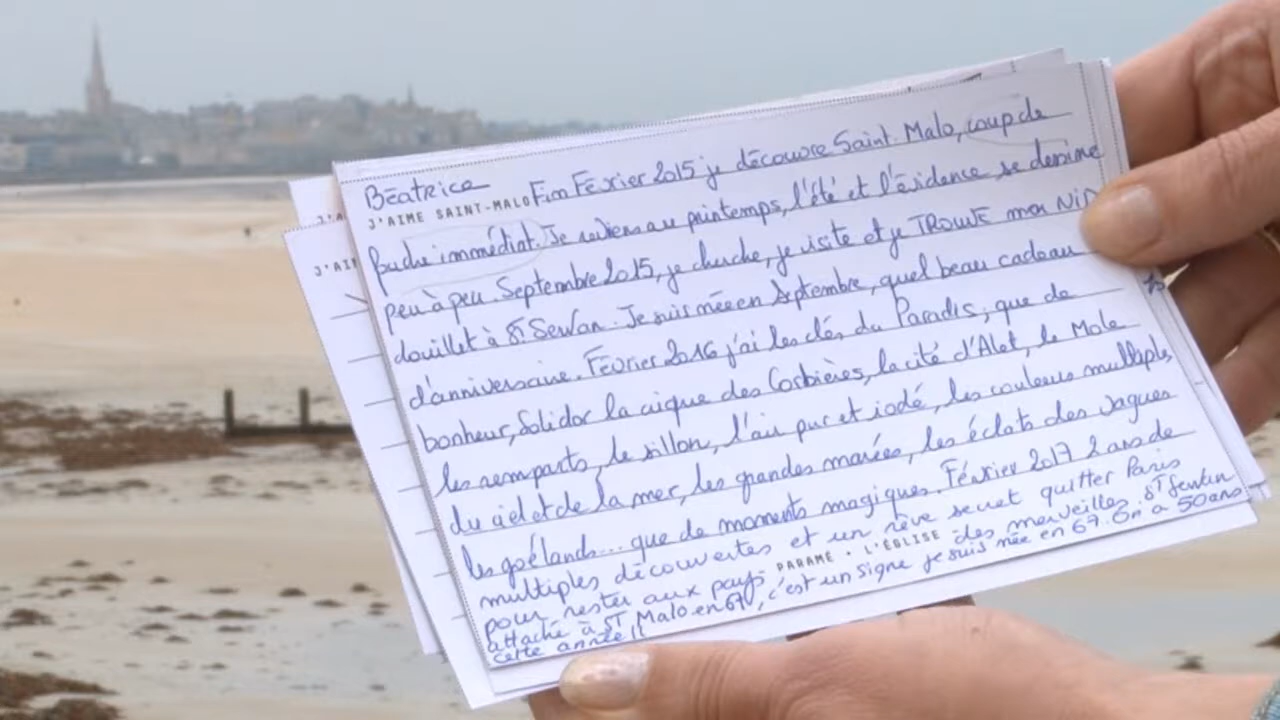 Béatrice
J'AIME SAINT-MALO Fin Février 2015 je découvre Saint-Malo, coup de
foudre immédiat. Je reviens au printemps, l'été et l'évidence se dessine
peu à peu. Septembre 2015, je cherche, je visite et je TROUVE mon NID
douillet à ST Servan. Je suis née en Septembre, quel beau cadeau
d'anniversaire. Février 2016 j'ai les clés du Paradis, que de
bonheur, Solidor la crique des Corbières, la cité d'Alet, le Mole
les remparts, le sillon, l'air pur et iodé, les couleurs multiples
du ciel et de la mer, les grandes marées, les éclats des vagues
les goélands... que de moments magiques. Février 2017 2 ans de
multiples découvertes et un rêve secret quitter Paris
pour rester aux pays des merveilles. ST Servan
PARAMÉ • L'ÉGLISE
attaché à ST Malo en 67, c'est un signe je suis née en 67. On a 50 ans
cette année !!
J'A
J'AIM